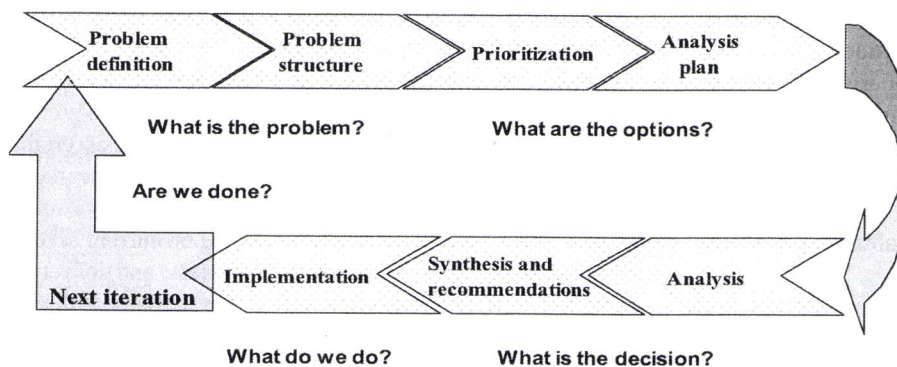 Problem
definition
Problem
structure
Prioritization
Analysis
plan
What is the problem?
What are the options?
Are we done?
Next iteration
Implementation
Synthesis and
recommendations
Analysis
What do we do?
What is the decision?